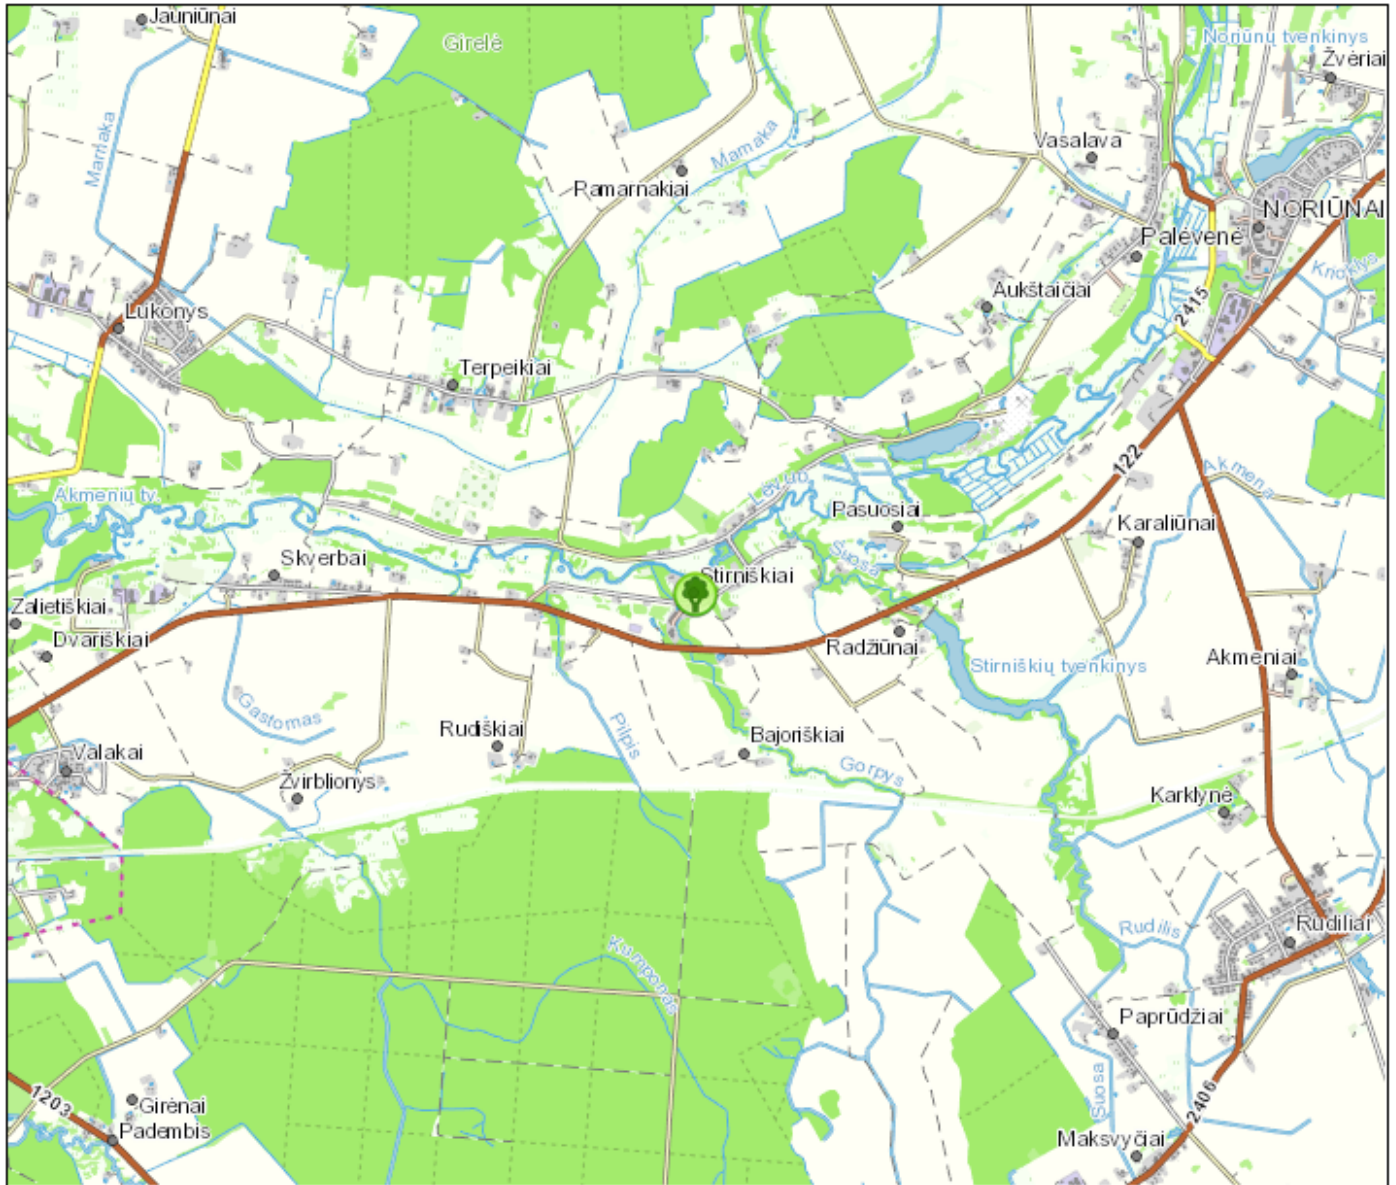 Jauniūnai
Girelė
Noriūnų tvenkinys
Žvėriai
Mamaka
Mamaka
Vasalava
Pamarnakiai
NORIŪNAI
Palėvenė
Krioklys
Aukštaičiai
2415
Lukonys
Terpeikiai
122
Akmena
Akmenių tv.
Lėvuo
Pasuosiai
Karaliūnai
Skverbai
Suosa
Stirniškiai
Zalietiškiai
Dvariškiai
Radžiūnai
Stirniškių tvenkinys
Akmeniai
Gastomas
Rudiškiai
Pilpis
Bajoriškiai
Valakai
Gorpys
Žvirblionys
Karklynė
Rudilis
Rudiliai
Kumponas
Paprūdžiai
Suosa
1203
Girėnai
2406
Padembis
Maksvyčiai